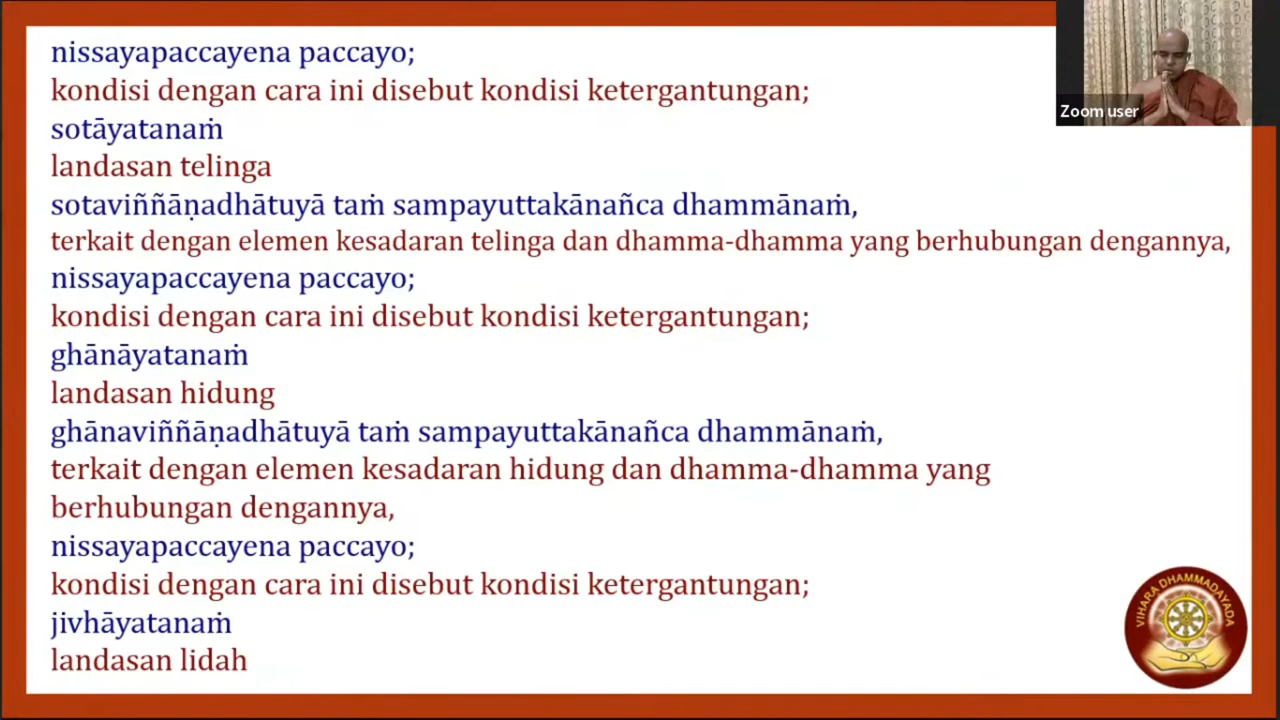 nissayapaccayena paccayo;
kondisi dengan cara ini disebut kondisi ketergantungan;
sotāyatanaṁ
landasan telinga
sotaviññāṇadhātuyā taṁ sampayuttakānañca dhammānaṁ,
terkait dengan elemen kesadaran telinga dan dhamma-dhamma yang berhubungan dengannya,
nissayapaccayena paccayo;
kondisi dengan cara ini disebut kondisi ketergantungan;
ghānāyatanaṁ
landasan hidung
ghānaviññāṇadhātuyā taṁ sampayuttakānañca dhammānaṁ,
terkait dengan elemen kesadaran hidung dan dhamma-dhamma yang
berhubungan dengannya,
nissayapaccayena paccayo;
kondisi dengan cara ini disebut kondisi ketergantungan;
jivhāyatanaṁ
landasan lidah
Zoom user
VIHARA DHAMMADAYADA